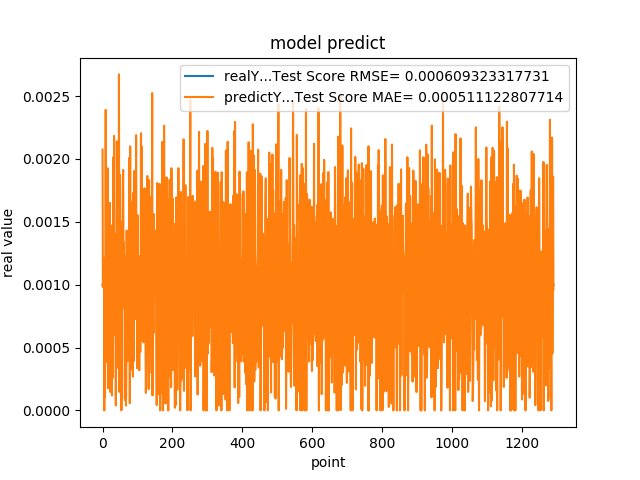 model predict
realY...Test Score RMSE= 0.000609323317731
predictY...Test Score MAE= 0.000511122807714
real value
0.0025
0.0020
0.0015
0.0010
0.0005
0.0000
0 200 400 600 800 1000 1200
point